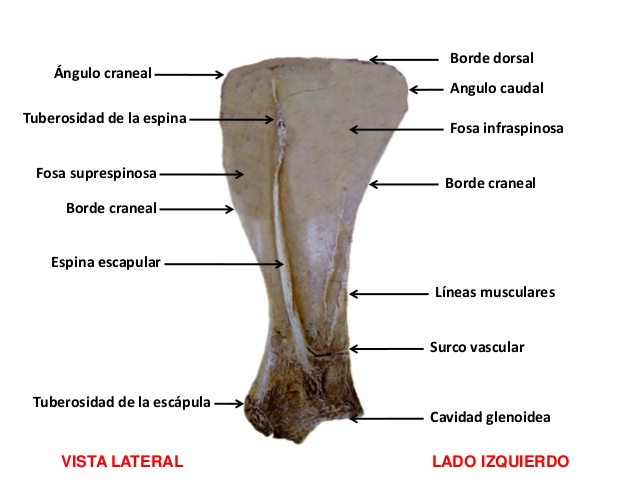 Ángulo craneal
Tuberosidad de la espina
Fosa supraspinosa
Borde craneal
Espina escapular
Tuberosidad de la escápula
Borde dorsal
Angulo caudal
Fosa infraspinosa
Borde craneal
Líneas musculares
Surco vascular
Cavidad glenoidea
VISTA LATERAL
LADO IZQUIERDO